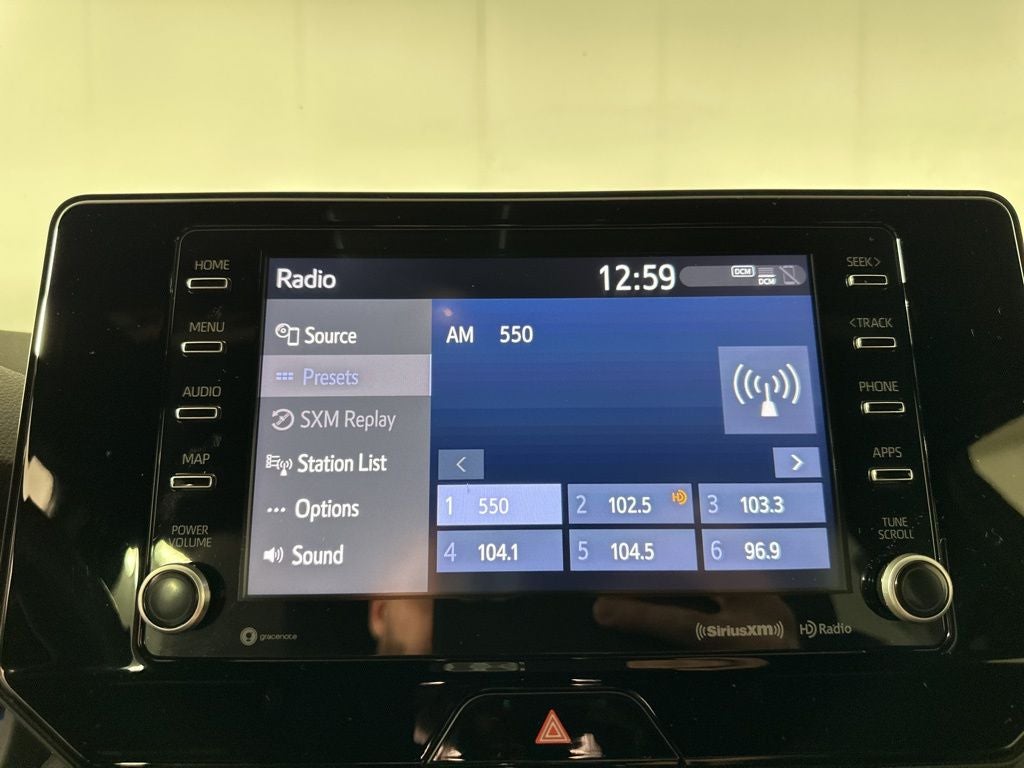 HOME
MENU
AUDIO
MAP
POWER
VOLUME
Radio
12:59
DCM
DCM
Source
Presets
SXM Replay
Station List
Options
Sound
AM 550
<
>
1 550
2 102.5 HD
3 103.3
4 104.1
5 104.5
6 96.9
SEEK>
<TRACK
PHONE
APPS
TUNE
SCROLL
gracenote
((SiriusXM))
HD Radio